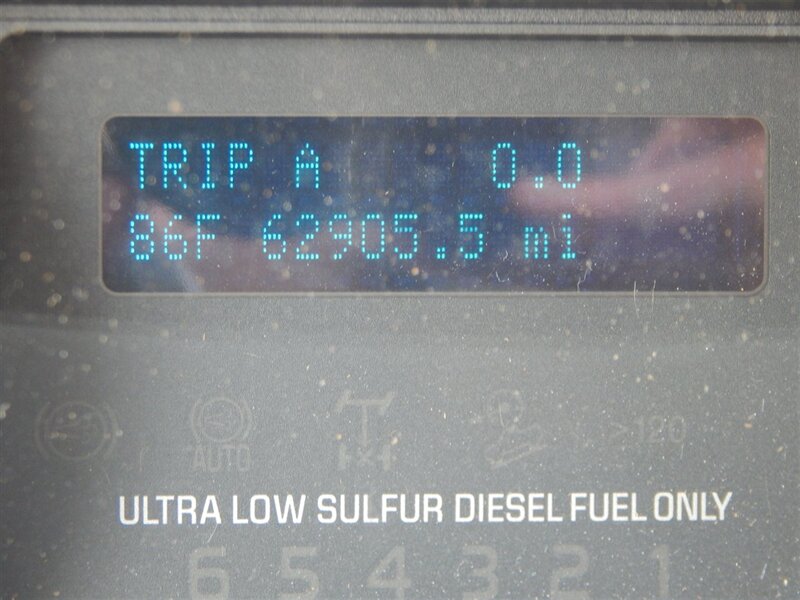 TRIP A 0.0
86F 62905.5 mi
AUTO
>120
ULTRA LOW SULFUR DIESEL FUEL ONLY
6 5 4 3 2 1